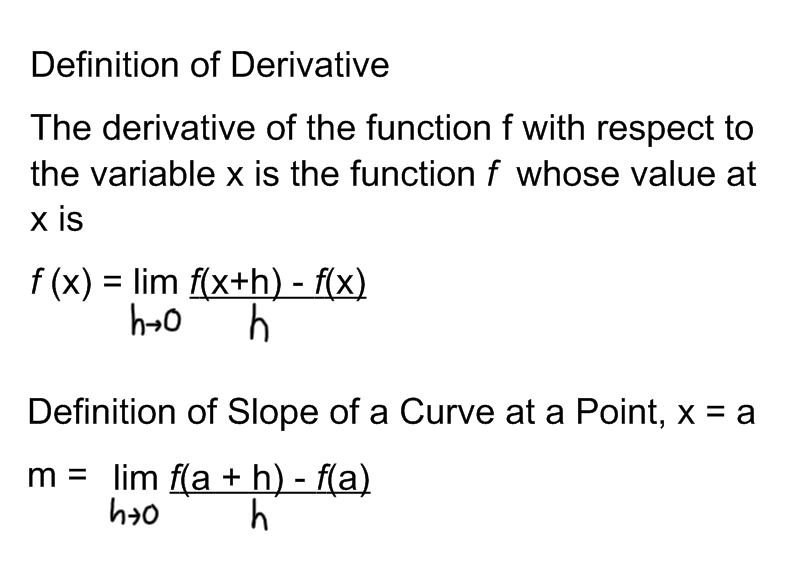 Definition of Derivative
The derivative of the function f with respect to
the variable x is the function f whose value at
x is
f (x) = lim f(x+h) - f(x)
h→0 h
Definition of Slope of a Curve at a Point, x = a
m = lim f(a + h) - f(a)
h→0 h